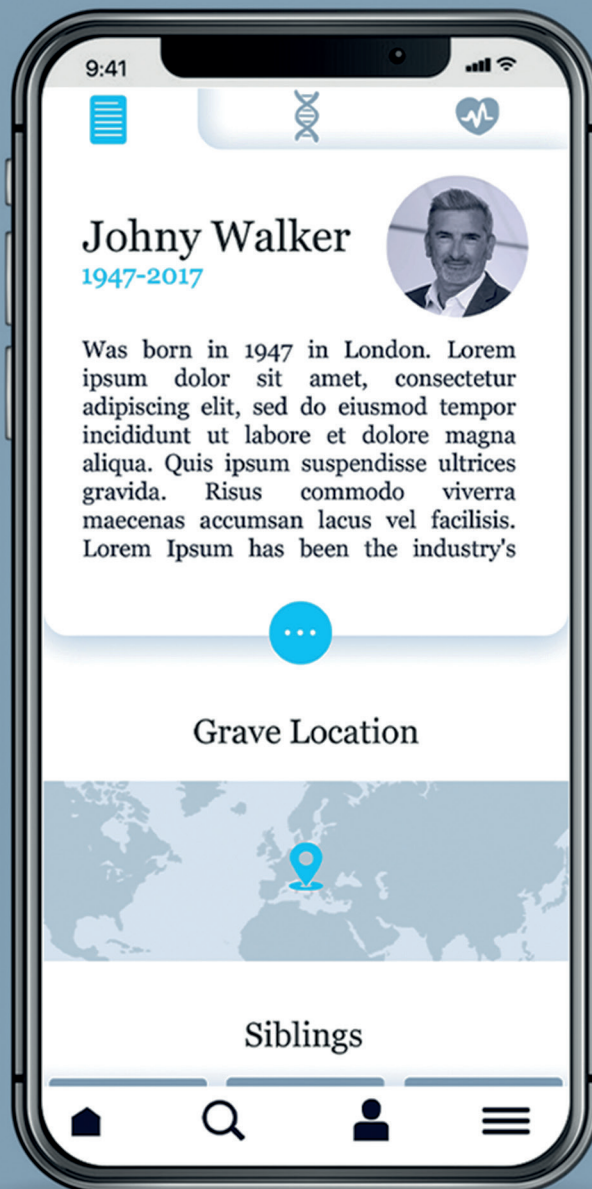 9:41
Johny Walker
1947-2017
Was born in 1947 in London. Lorem
ipsum dolor sit amet, consectetur
adipiscing elit, sed do eiusmod tempor
incididunt ut labore et dolore magna
aliqua. Quis ipsum suspendisse ultrices
gravida. Risus commodo viverra
maecenas accumsan lacus vel facilisis.
Lorem Ipsum has been the industry's
Grave Location
Siblings